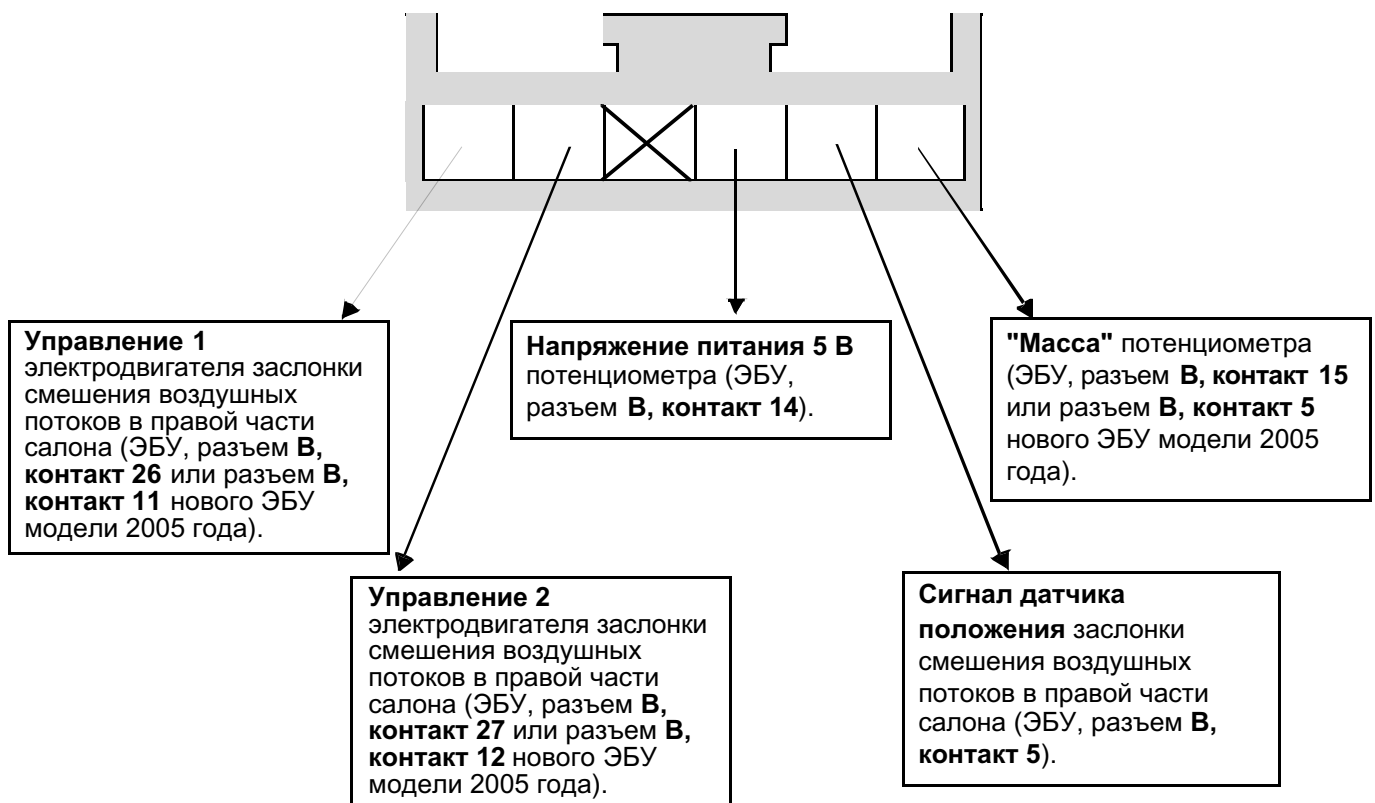 Управление 1
электродвигателя заслонки
смешения воздушных
потоков в правой части
салона (ЭБУ, разъем В,
контакт 26 или разъем В,
контакт 11 нового ЭБУ
модели 2005 года).
Напряжение питания 5 В
потенциометра (ЭБУ,
разъем В, контакт 14).
"Масса" потенциометра
(ЭБУ, разъем В, контакт 15
или разъем В, контакт 5
нового ЭБУ модели 2005
года).
Управление 2
электродвигателя заслонки
смешения воздушных
потоков в правой части
салона (ЭБУ, разъем В,
контакт 27 или разъем В,
контакт 12 нового ЭБУ
модели 2005 года).
Сигнал датчика
положения заслонки
смешения воздушных
потоков в правой части
салона (ЭБУ, разъем В,
контакт 5).